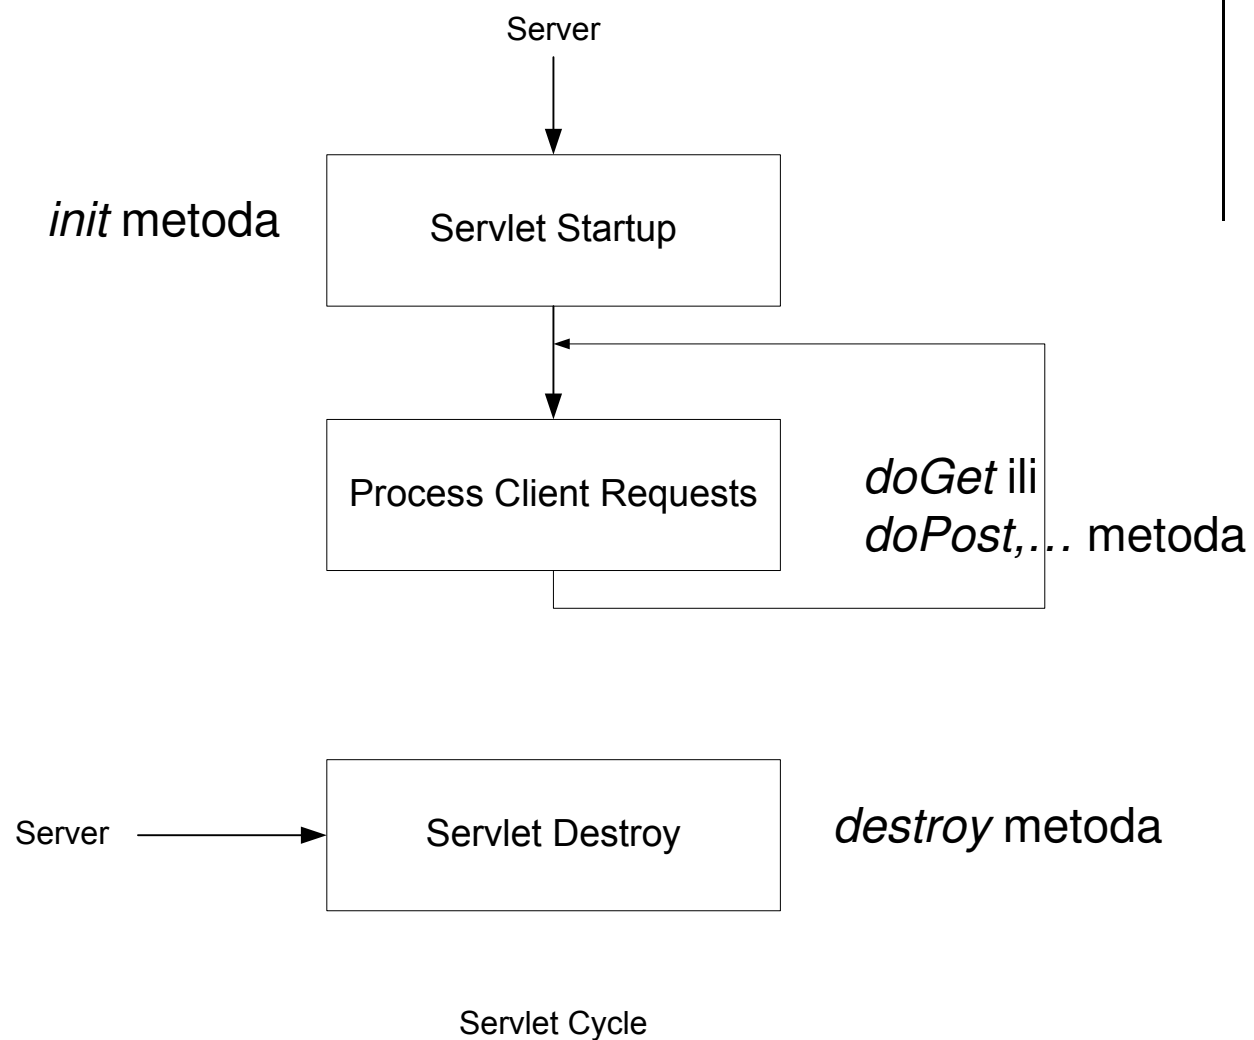 Server
init metoda
Servlet Startup
Process Client Requests
doGet ili
doPost,... metoda
Server
Servlet Destroy
destroy metoda
Servlet Cycle